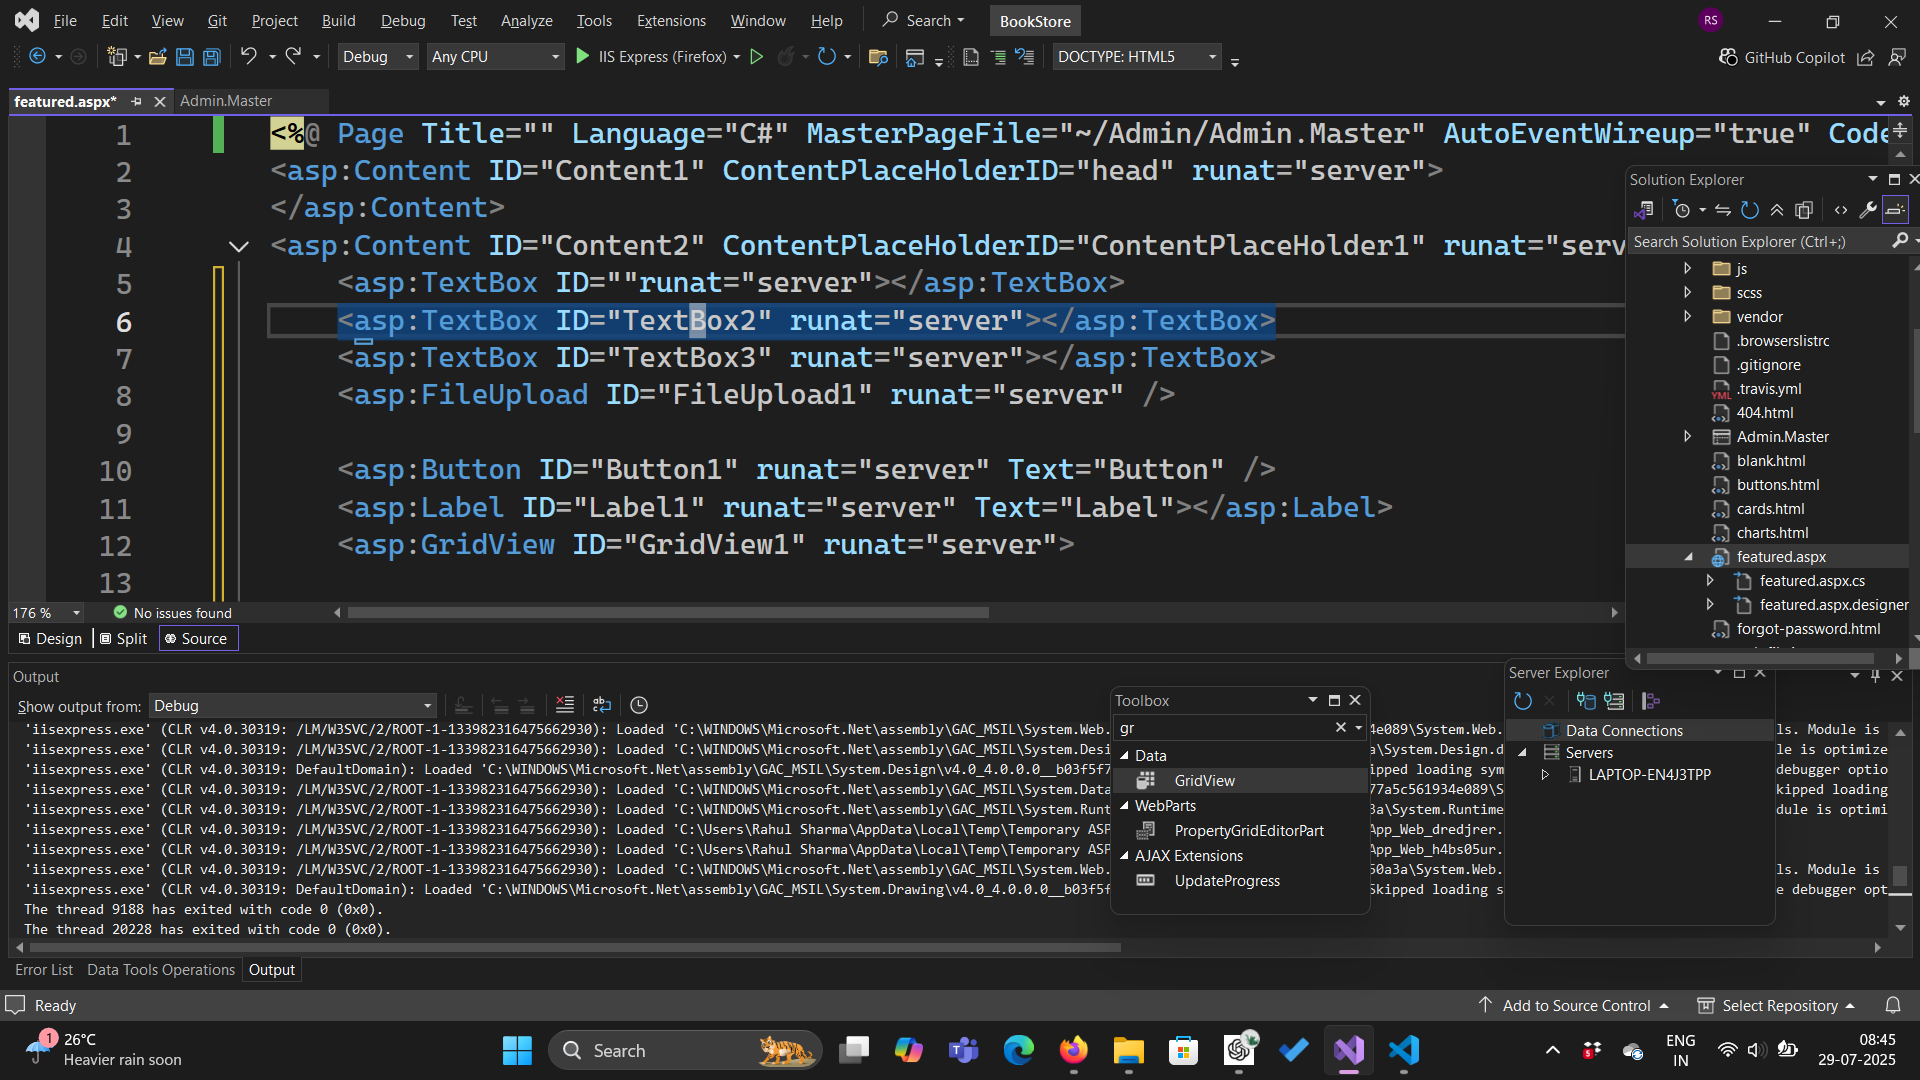 File Edit View Git Project Build Debug Test Analyze Tools Extensions Window Help Search BookStore RS
Debug Any CPU IIS Express (Firefox) DOCTYPE: HTML5 GitHub Copilot
featured.aspx* Admin.Master
1 <%@ Page Title="" Language="C#" MasterPageFile="~/Admin/Admin.Master" AutoEventWireup="true" Code
2 <asp:Content ID="Content1" ContentPlaceHolderID="head" runat="server">
3 </asp:Content>
4 <asp:Content ID="Content2" ContentPlaceHolderID="ContentPlaceHolder1" runat="serv
5 <asp:TextBox ID=""runat="server"></asp:TextBox>
6 <asp:TextBox ID="TextBox2" runat="server"></asp:TextBox>
7 <asp:TextBox ID="TextBox3" runat="server"></asp:TextBox>
8 <asp:FileUpload ID="FileUpload1" runat="server" />
9
10 <asp:Button ID="Button1" runat="server" Text="Button" />
11 <asp:Label ID="Label1" runat="server" Text="Label"></asp:Label>
12 <asp:GridView ID="GridView1" runat="server">
13
176 % No issues found
Design Split Source
Solution Explorer
Search Solution Explorer (Ctrl+;)
js
scss
vendor
.browserslistrc
.gitignore
YML .travis.yml
404.html
Admin.Master
blank.html
buttons.html
cards.html
charts.html
featured.aspx
featured.aspx.cs
featured.aspx.designer
forgot-password.html
Output
Show output from: Debug
'iisexpress.exe' (CLR v4.0.30319: /LM/W3SVC/2/ROOT-1-133982316475662930): Loaded 'C:\WINDOWS\Microsoft.Net\assembly\GAC_MSIL\System.Web. 4e089\System.Web. ls. Module is
'iisexpress.exe' (CLR v4.0.30319: /LM/W3SVC/2/ROOT-1-133982316475662930): Loaded 'C:\WINDOWS\Microsoft.Net\assembly\GAC_MSIL\System.Desi a\System.Design.d le is optimize
'iisexpress.exe' (CLR v4.0.30319: DefaultDomain): Loaded 'C:\WINDOWS\Microsoft.Net\assembly\GAC_MSIL\System.Design\v4.0_4.0.0.0__b03f5f7 ipped loading sym debugger optio
'iisexpress.exe' (CLR v4.0.30319: /LM/W3SVC/2/ROOT-1-133982316475662930): Loaded 'C:\WINDOWS\Microsoft.Net\assembly\GAC_MSIL\System.Data 77a5c561934e089\S kipped loading
'iisexpress.exe' (CLR v4.0.30319: /LM/W3SVC/2/ROOT-1-133982316475662930): Loaded 'C:\WINDOWS\Microsoft.Net\assembly\GAC_MSIL\System.Runt 3a\System.Runtime dule is optimi
'iisexpress.exe' (CLR v4.0.30319: /LM/W3SVC/2/ROOT-1-133982316475662930): Loaded 'C:\Users\Rahul Sharma\AppData\Local\Temp\Temporary ASP App_Web_dredjrer.
'iisexpress.exe' (CLR v4.0.30319: /LM/W3SVC/2/ROOT-1-133982316475662930): Loaded 'C:\Users\Rahul Sharma\AppData\Local\Temp\Temporary ASP App_Web_h4bs05ur.
'iisexpress.exe' (CLR v4.0.30319: /LM/W3SVC/2/ROOT-1-133982316475662930): Loaded 'C:\WINDOWS\Microsoft.Net\assembly\GAC_MSIL\System.Web. 50a3a\System.Web. ls. Module is
'iisexpress.exe' (CLR v4.0.30319: DefaultDomain): Loaded 'C:\WINDOWS\Microsoft.Net\assembly\GAC_MSIL\System.Drawing\v4.0_4.0.0.0__b03f5f Skipped loading s e debugger opt
The thread 9188 has exited with code 0 (0x0).
The thread 20228 has exited with code 0 (0x0).
Toolbox
gr
Data
GridView
WebParts
PropertyGridEditorPart
AJAX Extensions
UpdateProgress
Server Explorer
Data Connections
Servers
LAPTOP-EN4J3TPP
Error List Data Tools Operations Output
Ready Add to Source Control Select Repository
1 26°C
Heavier rain soon
Search
5
ENG
IN
08:45
29-07-2025